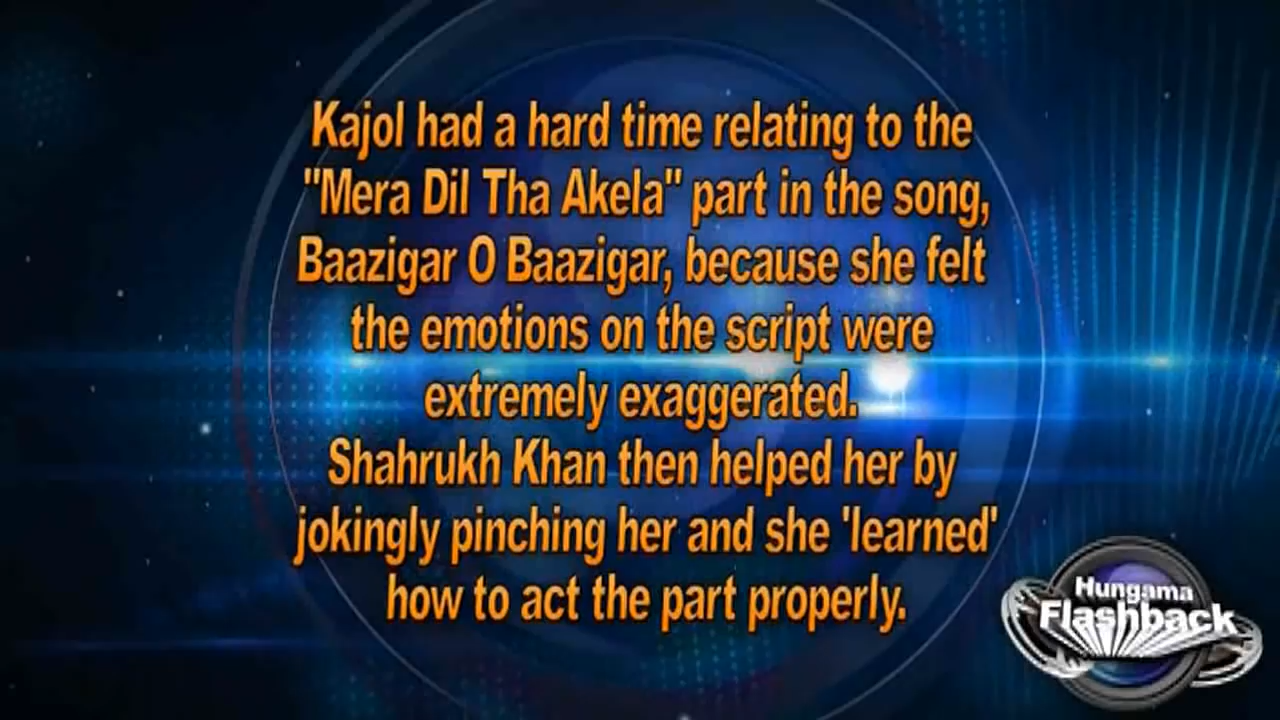 Kajol had a hard time relating to the
"Mera Dil Tha Akela" part in the song,
Baazigar O Baazigar, because she felt
the emotions on the script were
extremely exaggerated.
Shahrukh Khan then helped her by
jokingly pinching her and she 'learned'
how to act the part properly.
Hungama
Flashback